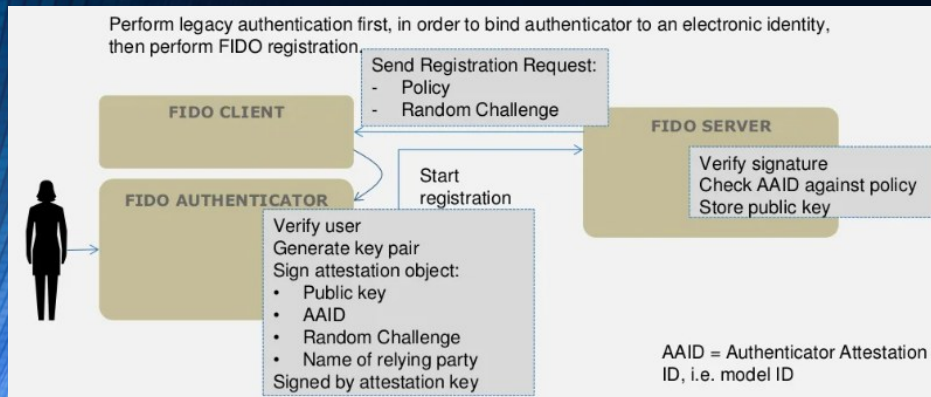 Perform legacy authentication first, in order to bind authenticator to an electronic identity,
then perform FIDO registration.
Send Registration Request:
- Policy
- Random Challenge
FIDO CLIENT
FIDO SERVER
Verify signature
Check AAID against policy
Store public key
Start
registration
FIDO AUTHENTICATOR
Verify user
Generate key pair
Sign attestation object:
• Public key
• AAID
• Random Challenge
• Name of relying party
Signed by attestation key
AAID = Authenticator Attestation
ID, i.e. model ID